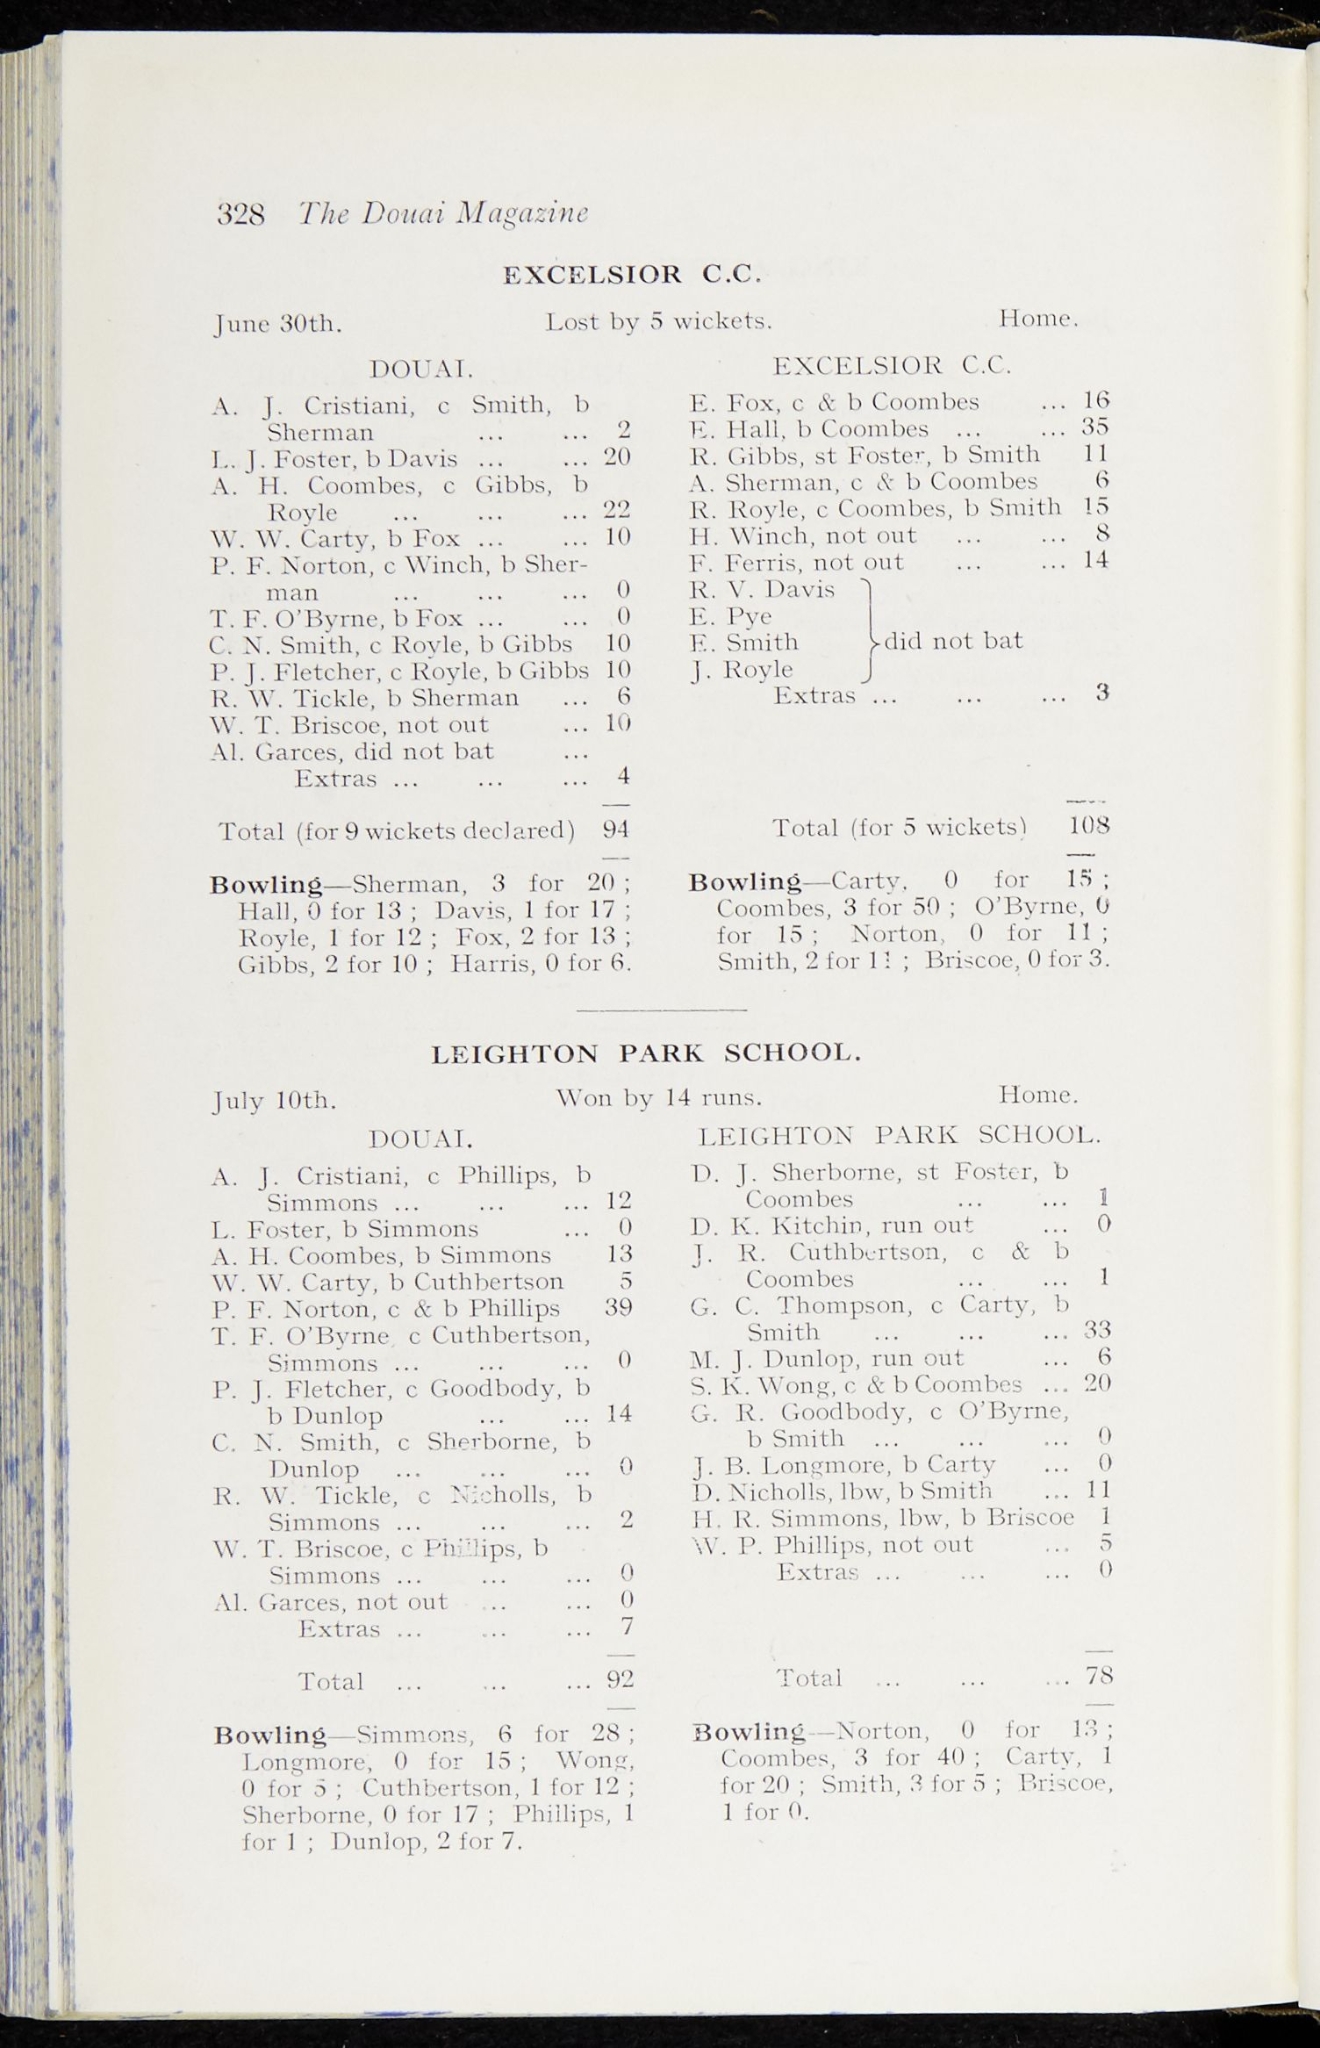 328 The Douai Magazine
EXCELSIOR C.C.
June 30th. Lost by 5 wickets. Home.
DOUAI.
A. J. Cristiani, c Smith, b
Sherman ... ... 2
L. J. Foster, b Davis ... ... 20
A. H. Coombes, c Gibbs, b
Royle ... ... ... 22
W. W. Carty, b Fox ... ... 10
P. F. Norton, c Winch, b Sher-
man ... ... ... 0
T. F. O'Byrne, b Fox ... ... 0
C. N. Smith, c Royle, b Gibbs 10
P. J. Fletcher, c Royle, b Gibbs 10
R. W. Tickle, b Sherman ... 6
W. T. Briscoe, not out ... 10
Al. Garces, did not bat ...
Extras ... ... ... 4
Total (for 9 wickets declared) 94
Bowling—Sherman, 3 for 20 ;
Hall, 0 for 13 ; Davis, 1 for 17 ;
Royle, 1 for 12 ; Fox, 2 for 13 ;
Gibbs, 2 for 10 ; Harris, 0 for 6.
EXCELSIOR C.C.
E. Fox, c & b Coombes ... 16
E. Hall, b Coombes ... ... 35
R. Gibbs, st Foster, b Smith 11
A. Sherman, c & b Coombes 6
R. Royle, c Coombes, b Smith 15
H. Winch, not out ... ... 8
F. Ferris, not out ... ... 14
R. V. Davis
E. Pye
E. Smith did not bat
J. Royle
Extras ... ... ... 3
Total (for 5 wickets) 108
Bowling—Carty, 0 for 15 ;
Coombes, 3 for 50 ; O'Byrne, 0
for 15 ; Norton, 0 for 11 ;
Smith, 2 for 11 ; Briscoe, 0 for 3.
LEIGHTON PARK SCHOOL.
July 10th. Won by 14 runs. Home.
DOUAI.
A. J. Cristiani, c Phillips, b
Simmons ... ... ... 12
L. Foster, b Simmons ... 0
A. H. Coombes, b Simmons 13
W. W. Carty, b Cuthbertson 5
P. F. Norton, c & b Phillips 39
T. F. O'Byrne, c Cuthbertson,
Simmons ... ... ... 0
P. J. Fletcher, c Goodbody, b
b Dunlop ... ... 14
C. N. Smith, c Sherborne, b
Dunlop ... ... ... 0
R. W. Tickle, c Nicholls, b
Simmons ... ... ... 2
W. T. Briscoe, c Phillips, b
Simmons ... ... ... 0
Al. Garces, not out ... ... 0
Extras ... ... ... 7
Total ... ... ... 92
Bowling—Simmons, 6 for 28 ;
Longmore, 0 for 15 ; Wong,
0 for 5 ; Cuthbertson, 1 for 12 ;
Sherborne, 0 for 17 ; Phillips, 1
for 1 ; Dunlop, 2 for 7.
LEIGHTON PARK SCHOOL.
D. J. Sherborne, st Foster, b
Coombes ... ... 1
D. K. Kitchin, run out ... 0
J. R. Cuthbertson, c & b
Coombes ... ... 1
G. C. Thompson, c Carty, b
Smith ... ... ... 33
M. J. Dunlop, run out ... 6
S. K. Wong, c & b Coombes ... 20
G. R. Goodbody, c O'Byrne,
b Smith ... ... ... 0
J. B. Longmore, b Carty ... 0
D. Nicholls, lbw, b Smith ... 11
H. R. Simmons, lbw, b Briscoe 1
W. P. Phillips, not out ... 5
Extras ... ... ... 0
Total ... ... ... 78
Bowling—Norton, 0 for 13 ;
Coombes, 3 for 40 ; Carty, 1
for 20 ; Smith, 3 for 5 ; Briscoe,
1 for 0.